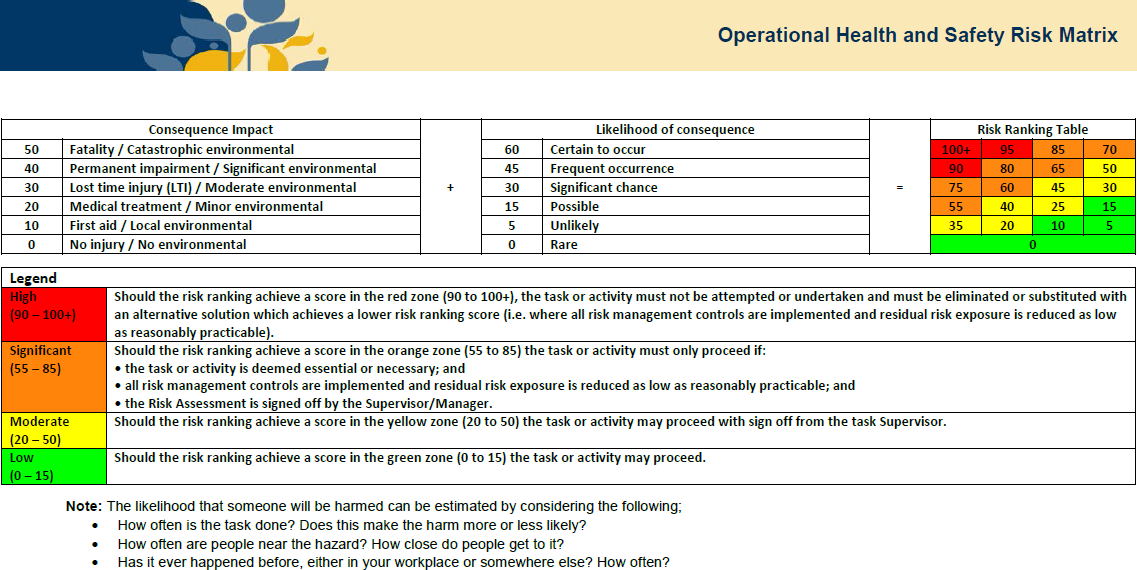 Operational Health and Safety Risk Matrix
Consequence Impact Likelihood of consequence Risk Ranking Table
50 Fatality / Catastrophic environmental + 60 Certain to occur = 100+ 95 85 70
40 Permanent impairment / Significant environmental 45 Frequent occurrence 90 80 65 50
30 Lost time injury (LTI) / Moderate environmental 30 Significant chance 75 60 45 30
20 Medical treatment / Minor environmental 15 Possible 55 40 25 15
10 First aid / Local environmental 5 Unlikely 35 20 10 5
0 No injury / No environmental 0 Rare 0
Legend
High
(90 – 100+)
Should the risk ranking achieve a score in the red zone (90 to 100+), the task or activity must not be attempted or undertaken and must be eliminated or substituted with
an alternative solution which achieves a lower risk ranking score (i.e. where all risk management controls are implemented and residual risk exposure is reduced as low
as reasonably practicable).
Significant
(55 – 85)
Should the risk ranking achieve a score in the orange zone (55 to 85) the task or activity must only proceed if:
• the task or activity is deemed essential or necessary; and
• all risk management controls are implemented and residual risk exposure is reduced as low as reasonably practicable; and
• the Risk Assessment is signed off by the Supervisor/Manager.
Moderate
(20 – 50)
Should the risk ranking achieve a score in the yellow zone (20 to 50) the task or activity may proceed with sign off from the task Supervisor.
Low
(0 – 15)
Should the risk ranking achieve a score in the green zone (0 to 15) the task or activity may proceed.
Note: The likelihood that someone will be harmed can be estimated by considering the following;
• How often is the task done? Does this make the harm more or less likely?
• How often are people near the hazard? How close do people get to it?
• Has it ever happened before, either in your workplace or somewhere else? How often?